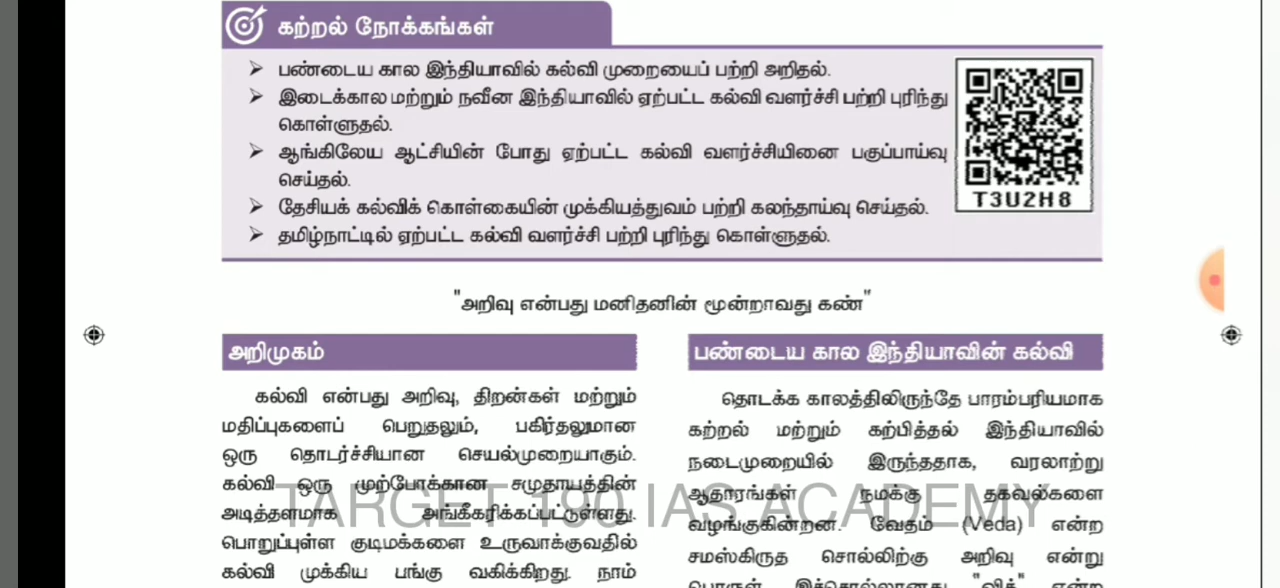 கற்றல் நோக்கங்கள்
➢ பண்டைய கால இந்தியாவில் கல்வி முறையைப் பற்றி அறிதல்.
➢ இடைக்கால மற்றும் நவீன இந்தியாவில் ஏற்பட்ட கல்வி வளர்ச்சி பற்றி புரிந்து
கொள்ளுதல்.
➢ ஆங்கிலேய ஆட்சியின் போது ஏற்பட்ட கல்வி வளர்ச்சியினை பகுப்பாய்வு
செய்தல்.
➢ தேசியக் கல்விக் கொள்கையின் முக்கியத்துவம் பற்றி கலந்தாய்வு செய்தல்.
➢ தமிழ்நாட்டில் ஏற்பட்ட கல்வி வளர்ச்சி பற்றி புரிந்து கொள்ளுதல்.
T3U2H8
"அறிவு என்பது மனிதனின் மூன்றாவது கண்"
அறிமுகம்
கல்வி என்பது அறிவு, திறன்கள் மற்றும்
மதிப்புகளைப் பெறுதலும், பகிர்தலுமான
ஒரு தொடர்ச்சியான செயல்முறையாகும்.
கல்வி ஒரு முற்போக்கான சமுதாயத்தின்
அடித்தளமாக அங்கீகரிக்கப்பட்டுள்ளது.
பொறுப்புள்ள குடிமக்களை உருவாக்குவதில்
கல்வி முக்கிய பங்கு வகிக்கிறது. நாம்
பண்டைய கால இந்தியாவின் கல்வி
தொடக்க காலத்திலிருந்தே பாரம்பரியமாக
கற்றல் மற்றும் கற்பித்தல் இந்தியாவில்
நடைமுறையில் இருந்ததாக, வரலாற்று
ஆதாரங்கள் நமக்கு தகவல்களை
வழங்குகின்றன. வேதம் (Veda) என்ற
சமஸ்கிருத சொல்லிற்கு அறிவு என்று
பொருள். இச்சொல்லானது "வித்" என்ற
TARGET 190 IAS ACADEMY